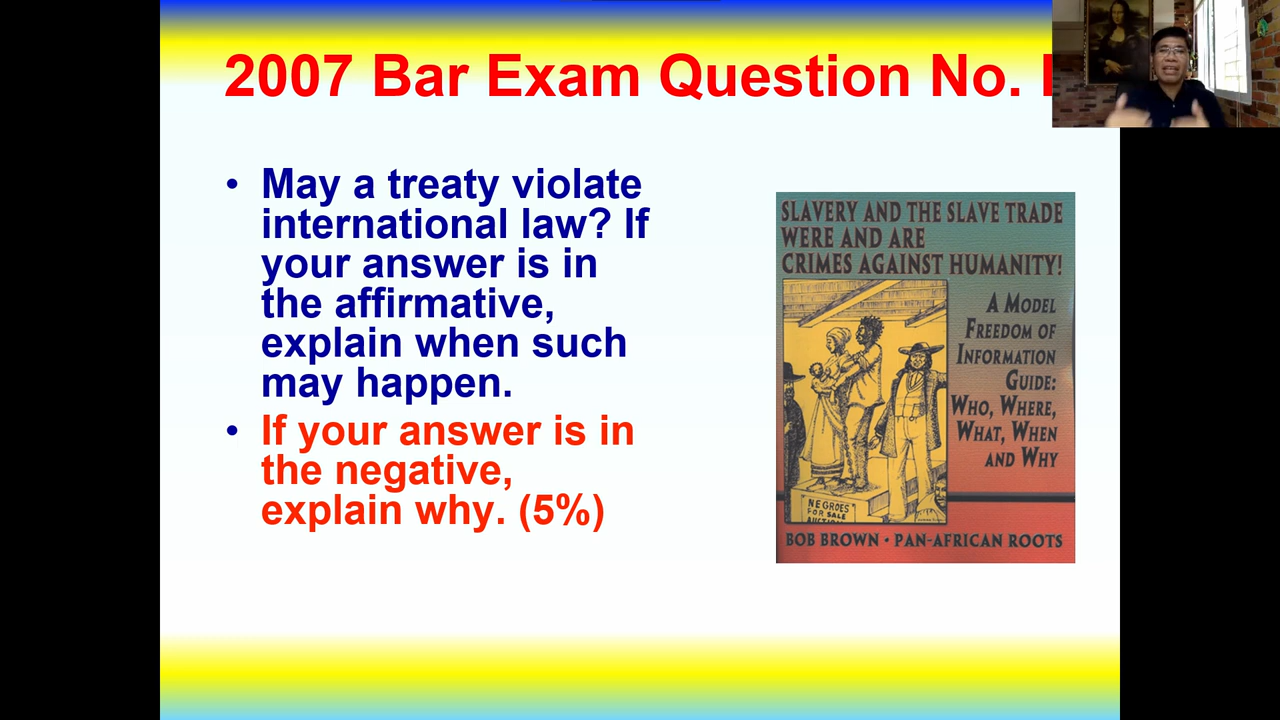 2007 Bar Exam Question No.
• May a treaty violate
international law? If
your answer is in
the affirmative,
explain when such
may happen.
• If your answer is in
the negative,
explain why. (5%)
SLAVERY AND THE SLAVE TRADE
WERE AND ARE
CRIMES AGAINST HUMANITY!
A MODEL
FREEDOM OF
INFORMATION
GUIDE:
WHO, WHERE,
WHAT, WHEN
AND WHY
NEGROES
FOR SALE
BOB BROWN • PAN-AFRICAN ROOTS